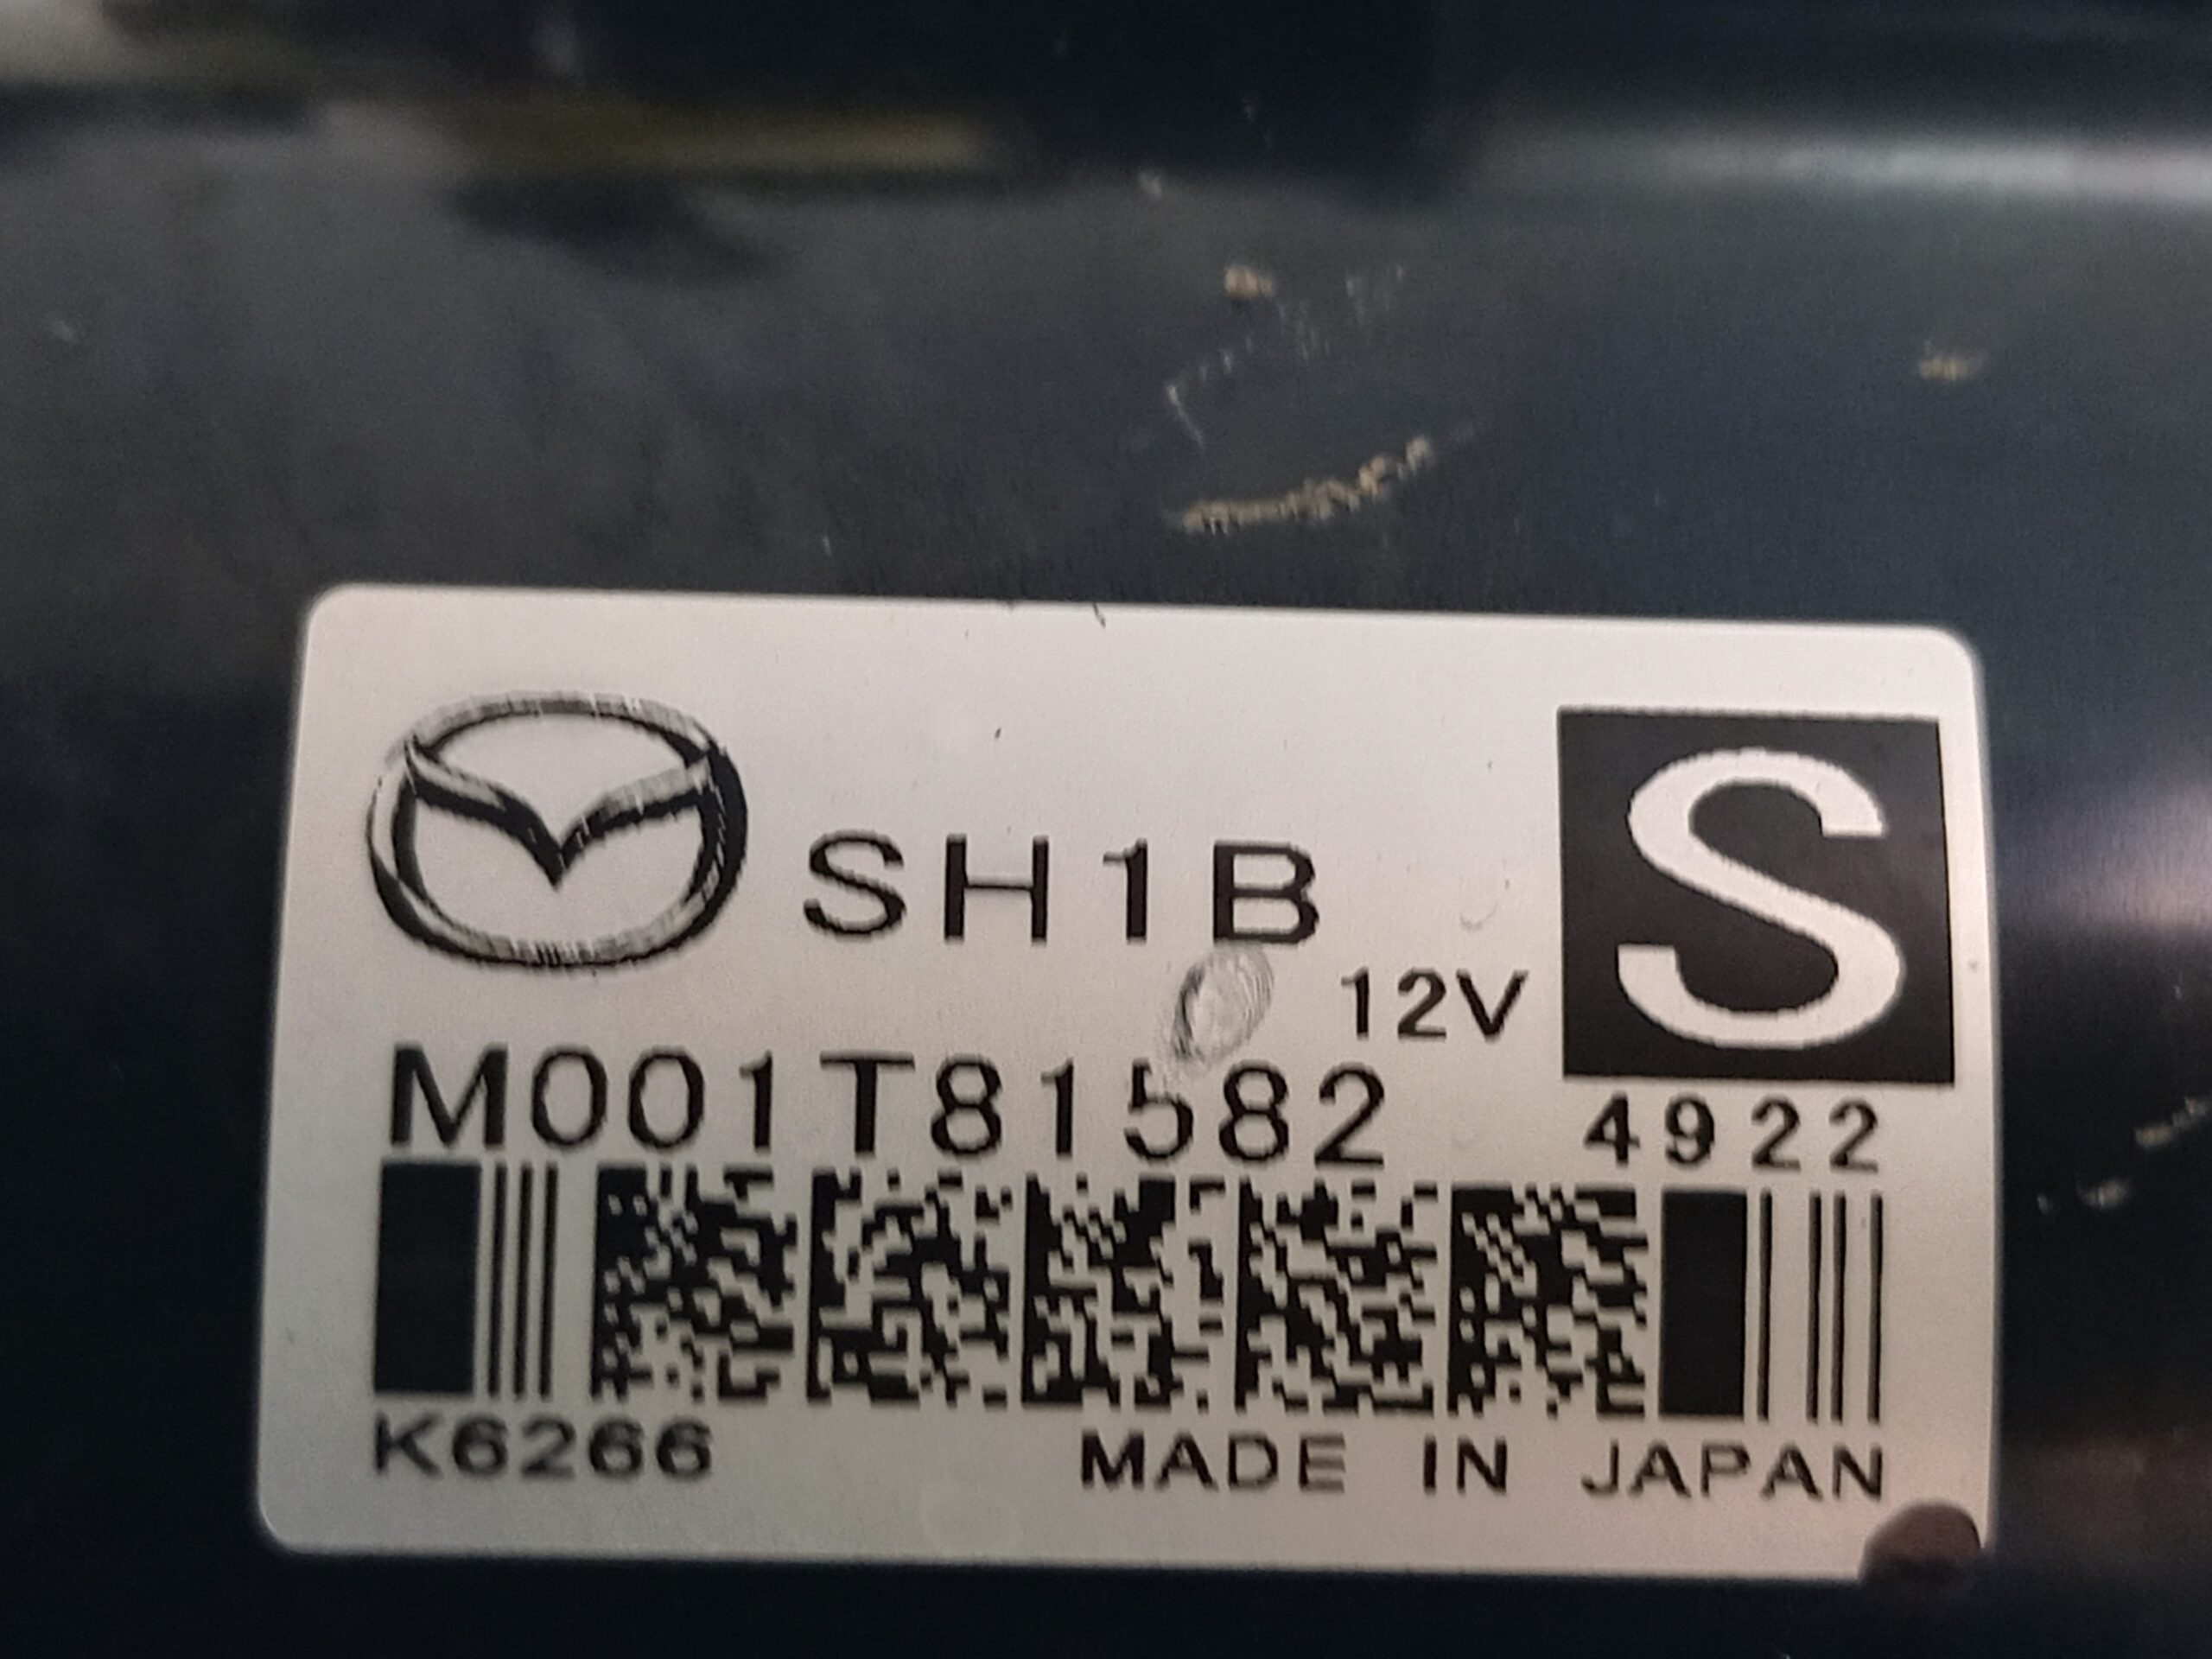 SH1B
S
12V
M001T81582
4922
K6266
MADE IN JAPAN